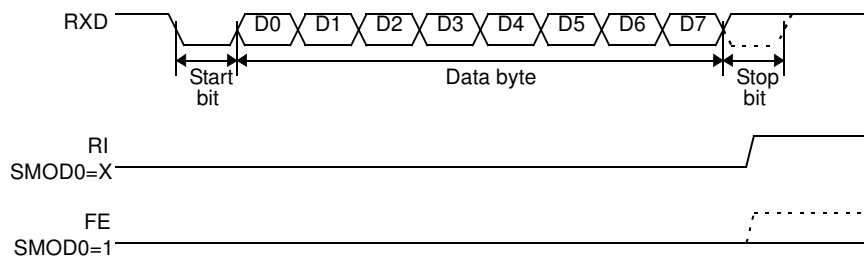 RXD D0 D1 D2 D3 D4 D5 D6 D7
Start bit
Data byte
Stop bit
RI
SMOD0=X
FE
SMOD0=1